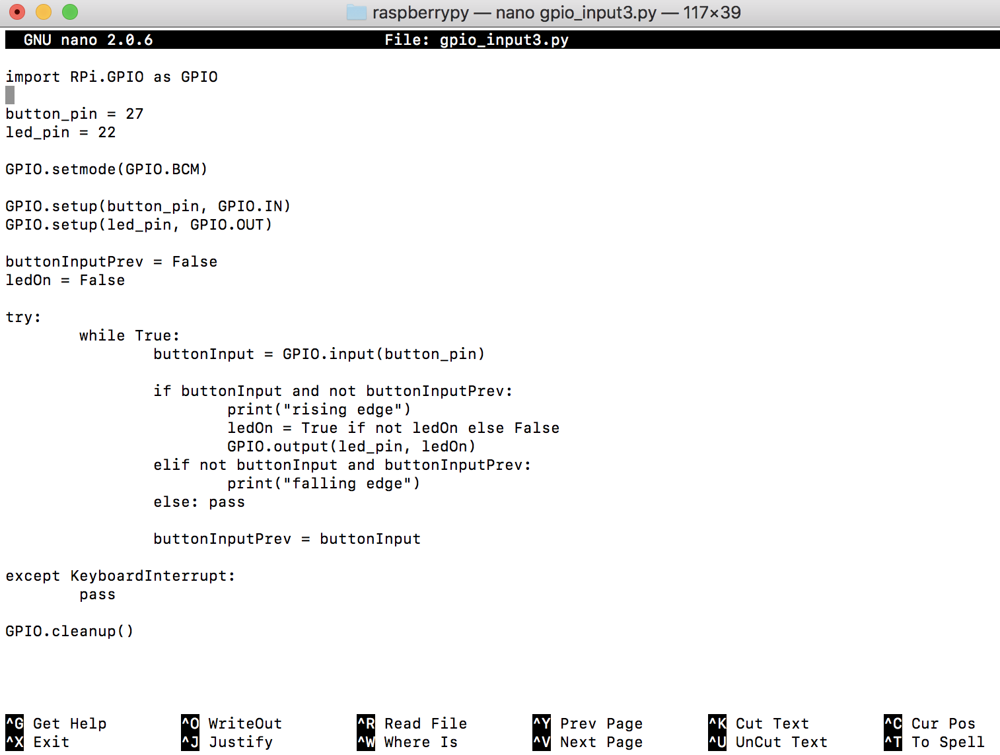 raspberrypy — nano gpio_input3.py — 117×39
GNU nano 2.0.6 File: gpio_input3.py
import RPi.GPIO as GPIO
button_pin = 27
led_pin = 22
GPIO.setmode(GPIO.BCM)
GPIO.setup(button_pin, GPIO.IN)
GPIO.setup(led_pin, GPIO.OUT)
buttonInputPrev = False
ledOn = False
try:
        while True:
                buttonInput = GPIO.input(button_pin)
                if buttonInput and not buttonInputPrev:
                        print("rising edge")
                        ledOn = True if not ledOn else False
                        GPIO.output(led_pin, ledOn)
                elif not buttonInput and buttonInputPrev:
                        print("falling edge")
                else: pass
                buttonInputPrev = buttonInput
except KeyboardInterrupt:
        pass
GPIO.cleanup()
^G Get Help ^O WriteOut ^R Read File ^Y Prev Page ^K Cut Text ^C Cur Pos
^X Exit ^J Justify ^W Where Is ^V Next Page ^U UnCut Text ^T To Spell